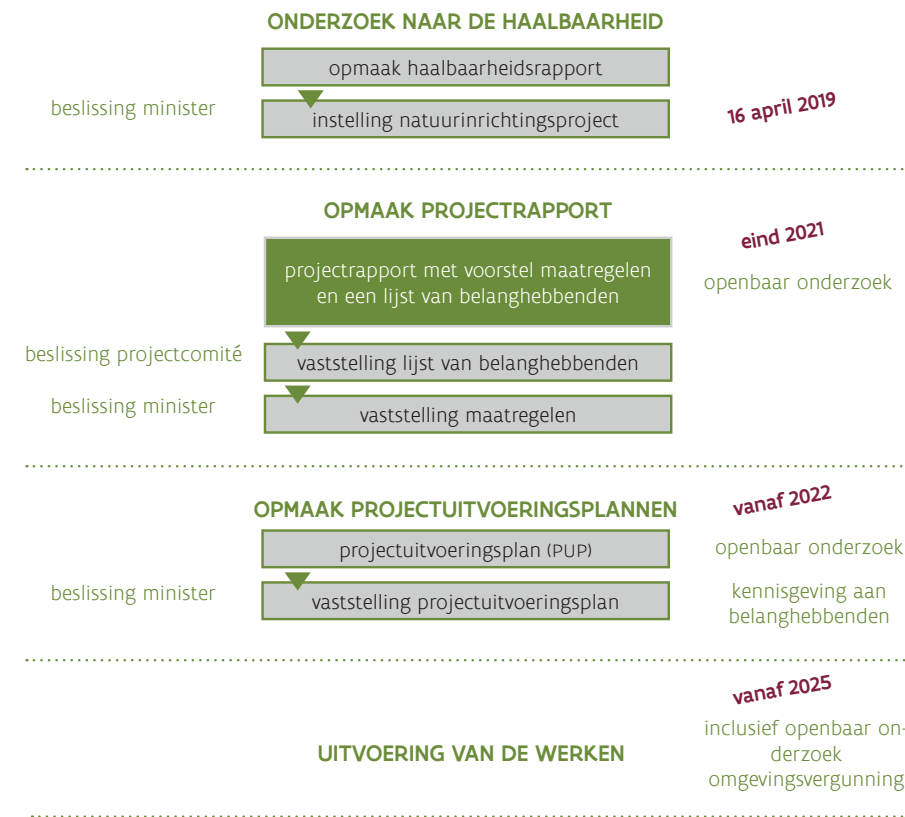 ONDERZOEK NAAR DE HAALBAARHEID
opmaak haalbaarheidsrapport
beslissing minister
instelling natuurinrichtingsproject
16 april 2019
OPMAAK PROJECTRAPPORT
eind 2021
projectrapport met voorstel maatregelen
en een lijst van belanghebbenden
openbaar onderzoek
beslissing projectcomité
vaststelling lijst van belanghebbenden
beslissing minister
vaststelling maatregelen
OPMAAK PROJECTUITVOERINGSPLANNEN
vanaf 2022
projectuitvoeringsplan (PUP)
openbaar onderzoek
beslissing minister
vaststelling projectuitvoeringsplan
kennisgeving aan
belanghebbenden
vanaf 2025
UITVOERING VAN DE WERKEN
inclusief openbaar on-
derzoek
omgevingsvergunning